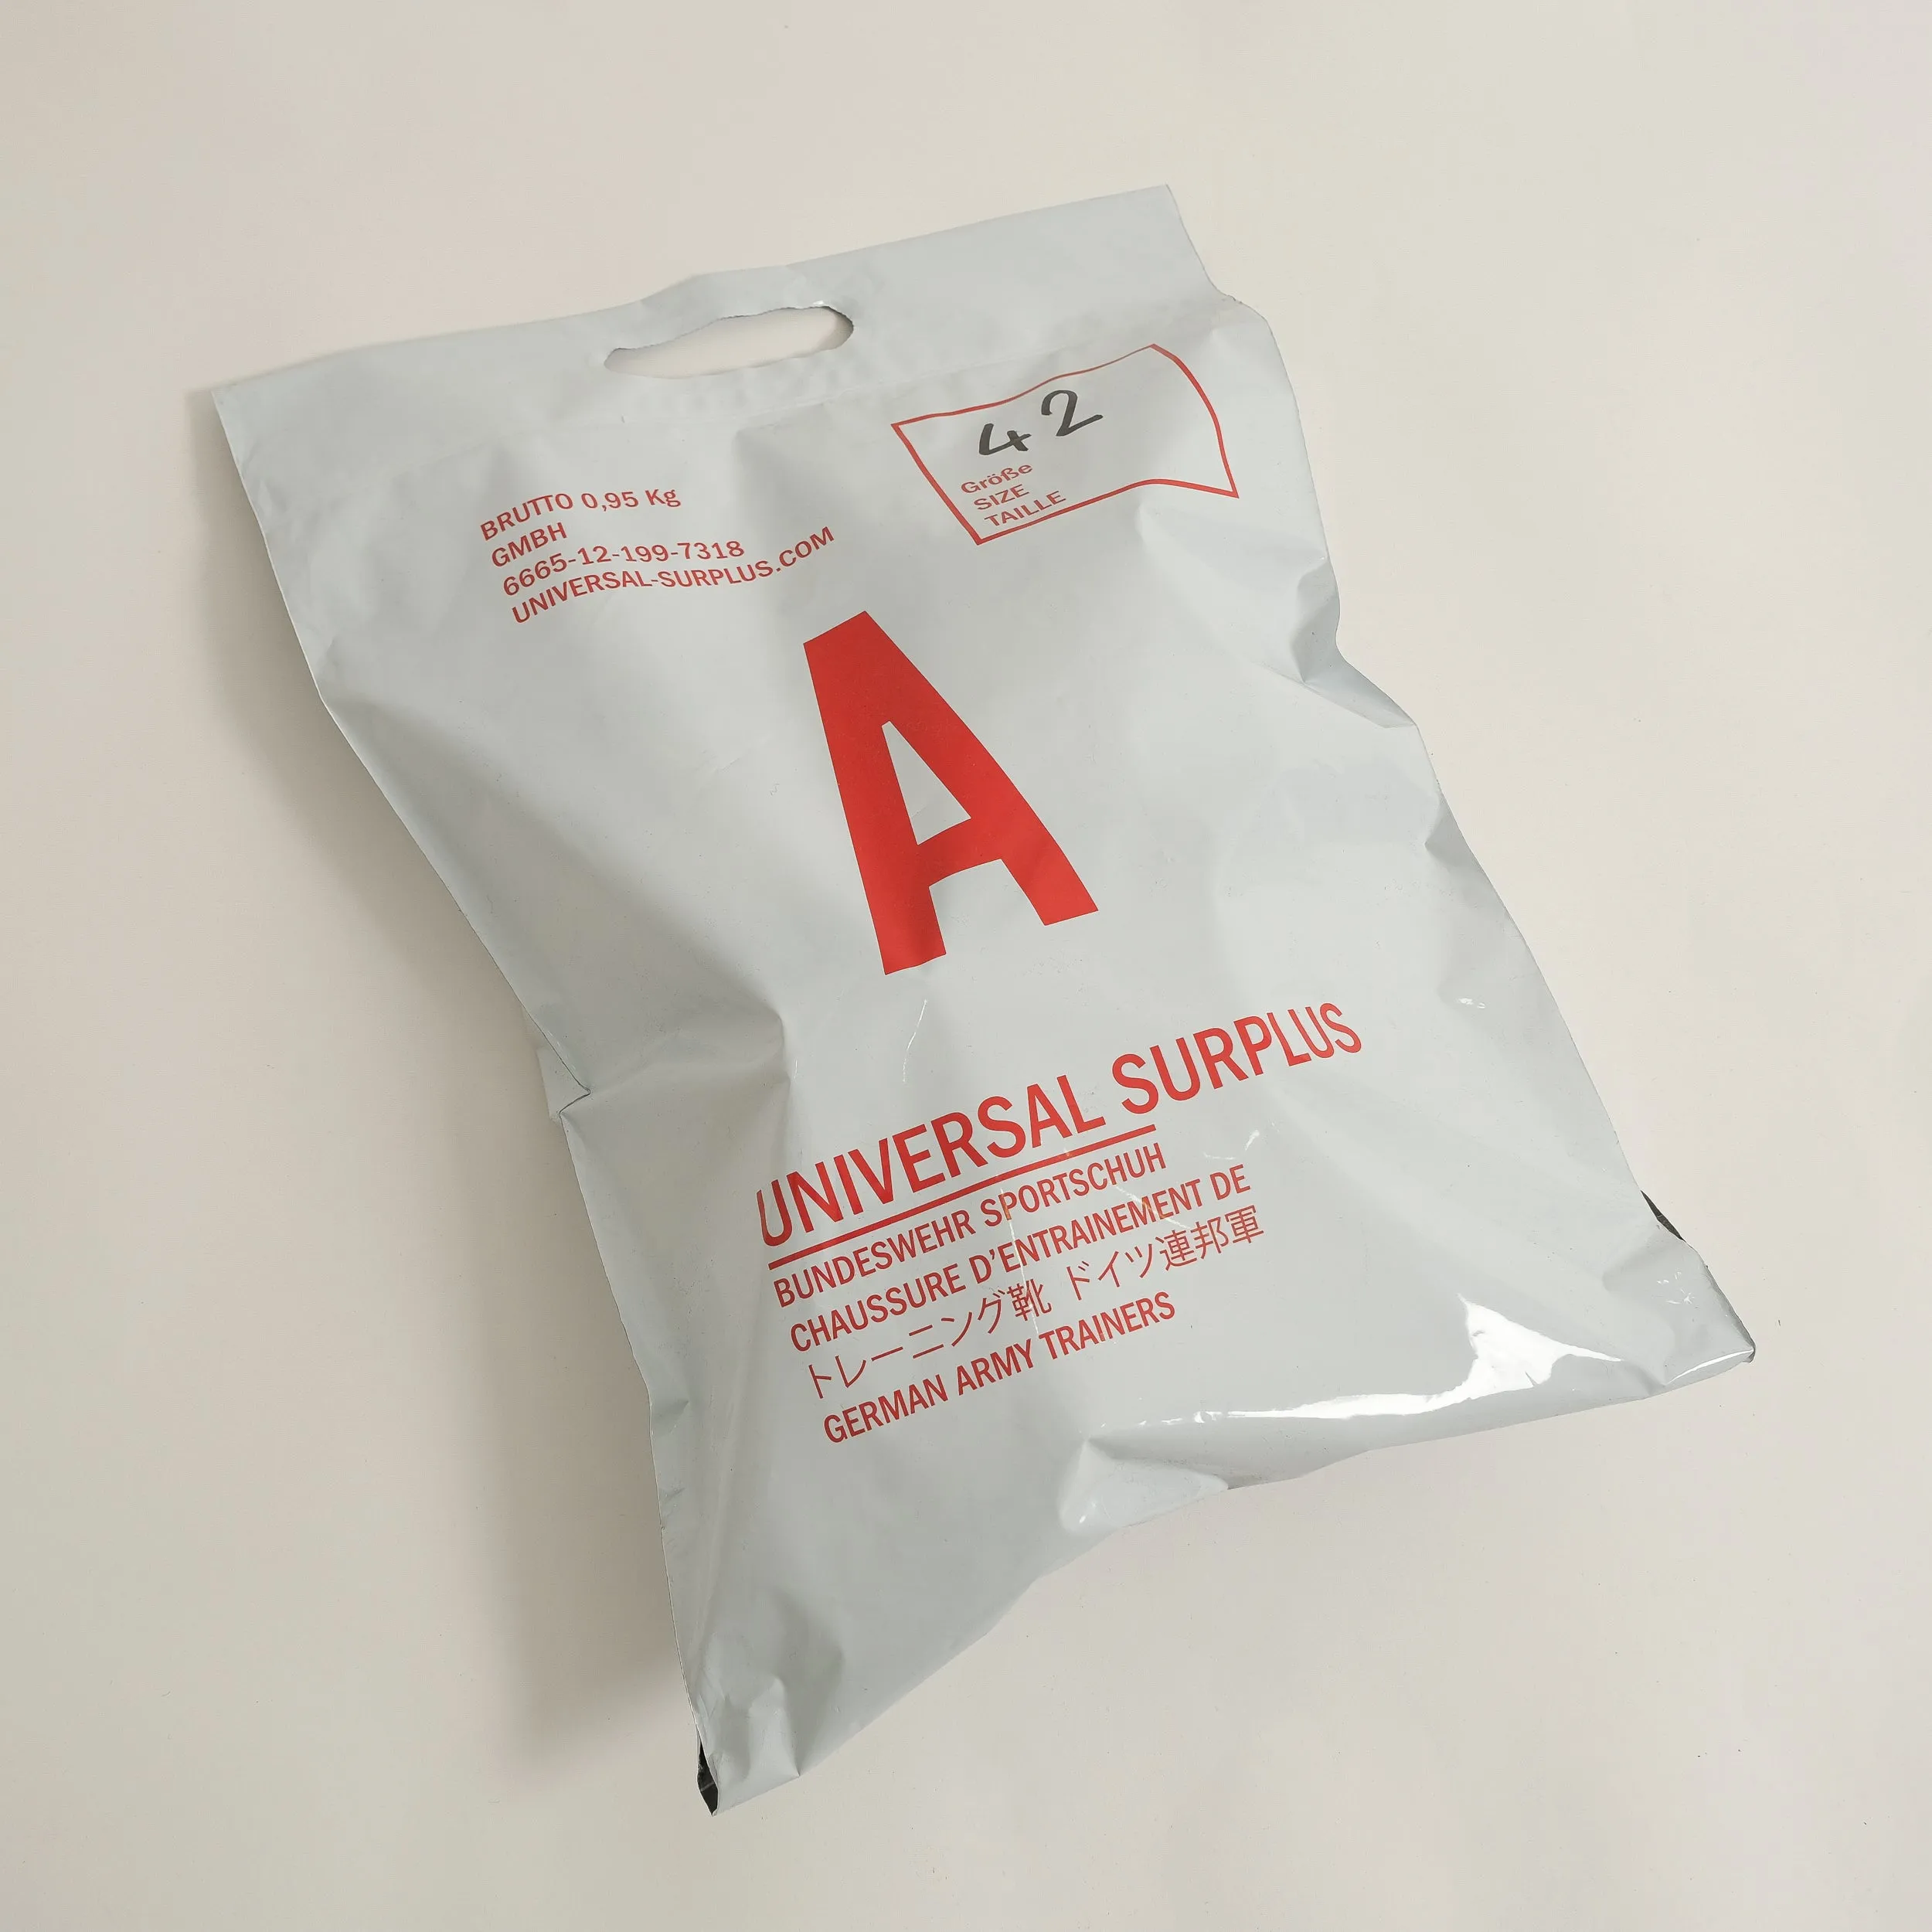 42
Größe
SIZE
TAILLE
BRUTTO 0,95 Kg
GMBH
6665-12-199-7318
UNIVERSAL-SURPLUS.COM
A
UNIVERSAL SURPLUS
BUNDESWEHR SPORTSCHUH
CHAUSSURE D’ENTRAINEMENT DE
トレーニング靴 ドイツ連邦軍
GERMAN ARMY TRAINERS